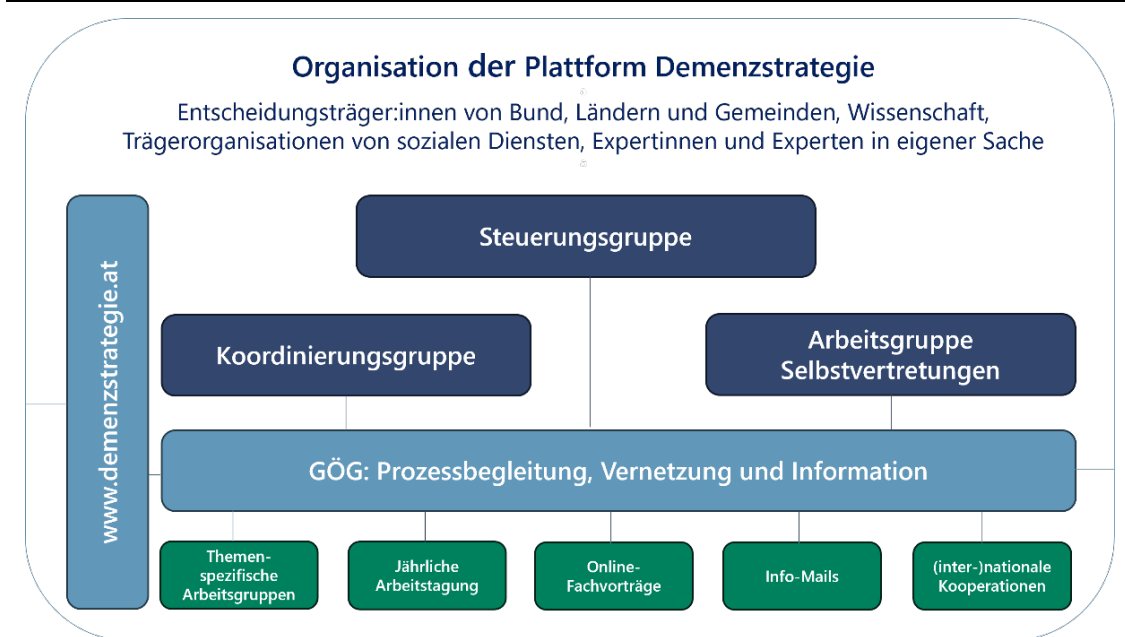 Organisation der Plattform Demenzstrategie
Entscheidungsträger:innen von Bund, Ländern und Gemeinden, Wissenschaft,
Trägerorganisationen von sozialen Diensten, Expertinnen und Experten in eigener Sache
www.demenzstrategie.at
Steuerungsgruppe
Koordinierungsgruppe
Arbeitsgruppe
Selbstvertretungen
GÖG: Prozessbegleitung, Vernetzung und Information
Themen-
spezifische
Arbeitsgruppen
Jährliche
Arbeitstagung
Online-
Fachvorträge
Info-Mails
(inter-)nationale
Kooperationen